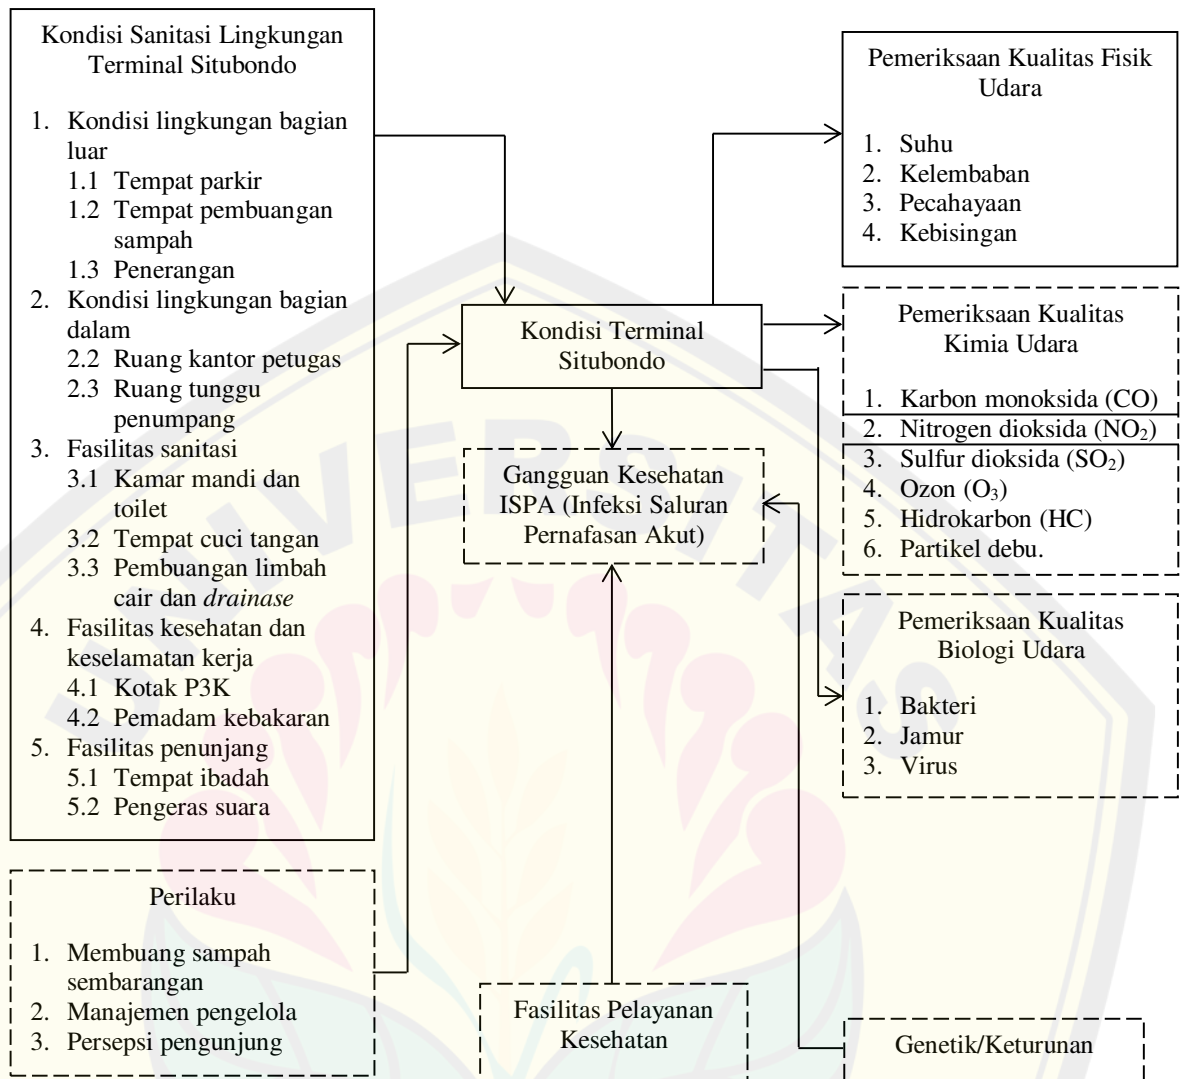 Kondisi Sanitasi Lingkungan
Terminal Situbondo
1. Kondisi lingkungan bagian
luar
1.1 Tempat parkir
1.2 Tempat pembuangan
sampah
1.3 Penerangan
2. Kondisi lingkungan bagian
dalam
2.2 Ruang kantor petugas
2.3 Ruang tunggu
penumpang
3. Fasilitas sanitasi
3.1 Kamar mandi dan
toilet
3.2 Tempat cuci tangan
3.3 Pembuangan limbah
cair dan drainase
4. Fasilitas kesehatan dan
keselamatan kerja
4.1 Kotak P3K
4.2 Pemadam kebakaran
5. Fasilitas penunjang
5.1 Tempat ibadah
5.2 Pengeras suara
Perilaku
1. Membuang sampah
sembarangan
2. Manajemen pengelola
3. Persepsi pengunjung
Kondisi Terminal
Situbondo
Gangguan Kesehatan
ISPA (Infeksi Saluran
Pernafasan Akut)
Fasilitas Pelayanan
Kesehatan
Pemeriksaan Kualitas Fisik
Udara
1. Suhu
2. Kelembaban
3. Pecahayaan
4. Kebisingan
Pemeriksaan Kualitas
Kimia Udara
1. Karbon monoksida (CO)
2. Nitrogen dioksida (NO₂)
3. Sulfur dioksida (SO₂)
4. Ozon (O₃)
5. Hidrokarbon (HC)
6. Partikel debu.
Pemeriksaan Kualitas
Biologi Udara
1. Bakteri
2. Jamur
3. Virus
Genetik/Keturunan
UNIVERSITAS